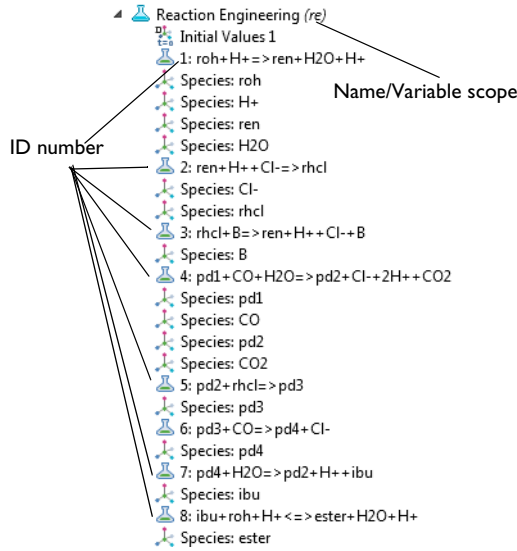 Reaction Engineering (re)
Initial Values 1
1: roh+H+=>ren+H2O+H+
Species: roh
Name/Variable scope
Species: H+
Species: ren
Species: H2O
ID number
2: ren+H++Cl-=>rhcl
Species: Cl-
Species: rhcl
3: rhcl+B=>ren+H++Cl-+B
Species: B
4: pd1+CO+H2O=>pd2+Cl-+2H++CO2
Species: pd1
Species: CO
Species: pd2
Species: CO2
5: pd2+rhcl=>pd3
Species: pd3
6: pd3+CO=>pd4+Cl-
Species: pd4
7: pd4+H2O=>pd2+H++ibu
Species: ibu
8: ibu+roh+H+<=>ester+H2O+H+
Species: ester